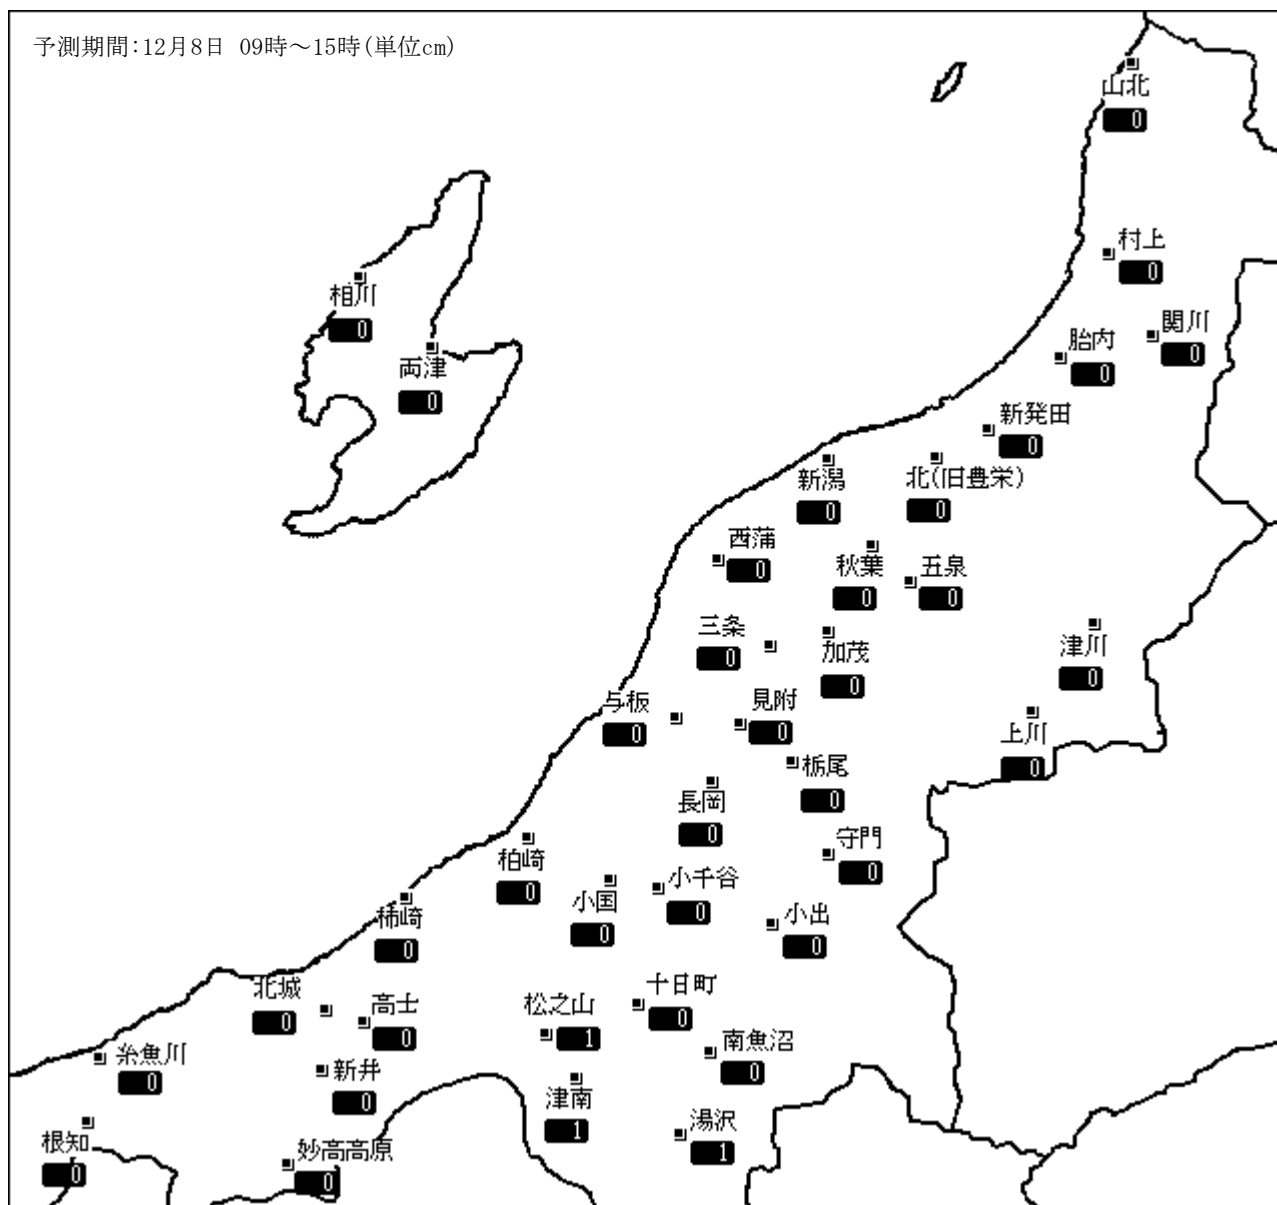 予測期間:12月8日 09時～15時(単位cm)
山北
0
村上
0
相川
0
関川
0
胎内
0
両津
0
新発田
0
新潟
0
北(旧豊栄)
0
西蒲
0
秋葉
0
五泉
0
三条
0
加茂
0
津川
0
与板
0
見附
0
上川
0
栃尾
0
長岡
0
守門
0
柏崎
0
小千谷
0
小国
0
小出
0
柿崎
0
北城
0
高士
0
松之山
1
十日町
0
南魚沼
0
糸魚川
0
新井
0
津南
1
湯沢
1
根知
0
妙高高原
0